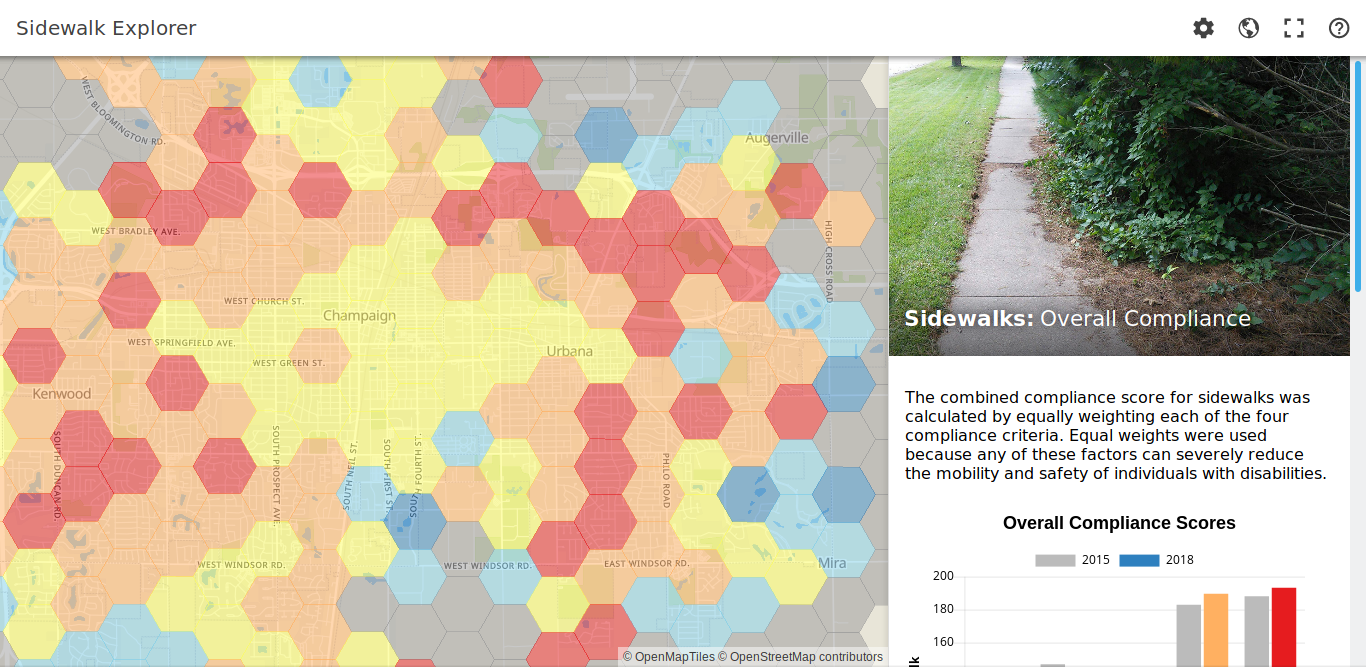 Sidewalk Explorer
WEST BLOOMINGTON RD.
Augerville
WEST BRADLEY AVE.
HIGH CROSS ROAD
WEST CHURCH ST.
Champaign
WEST SPRINGFIELD AVE.
Urbana
WEST GREEN ST.
Kenwood
SOUTH DUNCAN RD.
SOUTH PROSPECT AVE.
SOUTH NEIL ST.
SOUTH FIRST ST.
SOUTH FOURTH ST.
PHILO ROAD
WEST WINDSOR RD.
WEST WINDSOR RD.
EAST WINDSOR RD.
Mira
© OpenMapTiles © OpenStreetMap contributors
Sidewalks: Overall Compliance
The combined compliance score for sidewalks was
calculated by equally weighting each of the four
compliance criteria. Equal weights were used
because any of these factors can severely reduce
the mobility and safety of individuals with disabilities.
Overall Compliance Scores
2015 2018
200
180
160